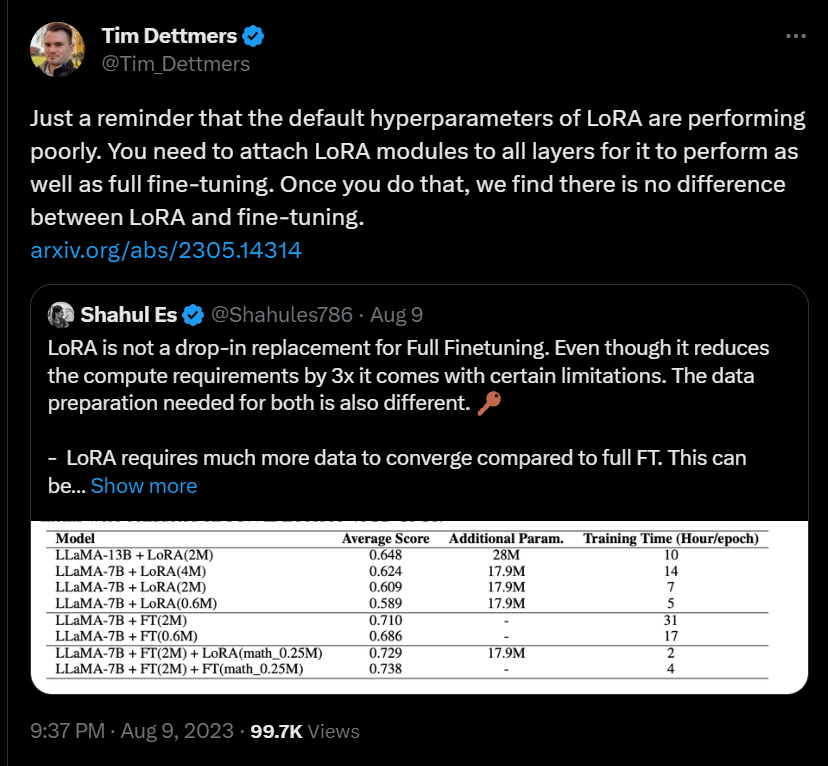 Tim Dettmers
@Tim_Dettmers
Just a reminder that the default hyperparameters of LoRA are performing
poorly. You need to attach LoRA modules to all layers for it to perform as
well as full fine-tuning. Once you do that, we find there is no difference
between LoRA and fine-tuning.
arxiv.org/abs/2305.14314
Shahul Es @Shahules786 · Aug 9
LoRA is not a drop-in replacement for Full Finetuning. Even though it reduces
the compute requirements by 3x it comes with certain limitations. The data
preparation needed for both is also different. 🔑
- LoRA requires much more data to converge compared to full FT. This can
be... Show more
Model Average Score Additional Param. Training Time (Hour/epoch)
LLaMA-13B + LoRA(2M) 0.648 28M 10
LLaMA-7B + LoRA(4M) 0.624 17.9M 14
LLaMA-7B + LoRA(2M) 0.609 17.9M 7
LLaMA-7B + LoRA(0.6M) 0.589 17.9M 5
LLaMA-7B + FT(2M) 0.710 - 31
LLaMA-7B + FT(0.6M) 0.686 - 17
LLaMA-7B + FT(2M) + LoRA(math_0.25M) 0.729 17.9M 2
LLaMA-7B + FT(2M) + FT(math_0.25M) 0.738 - 4
9:37 PM · Aug 9, 2023 · 99.7K Views